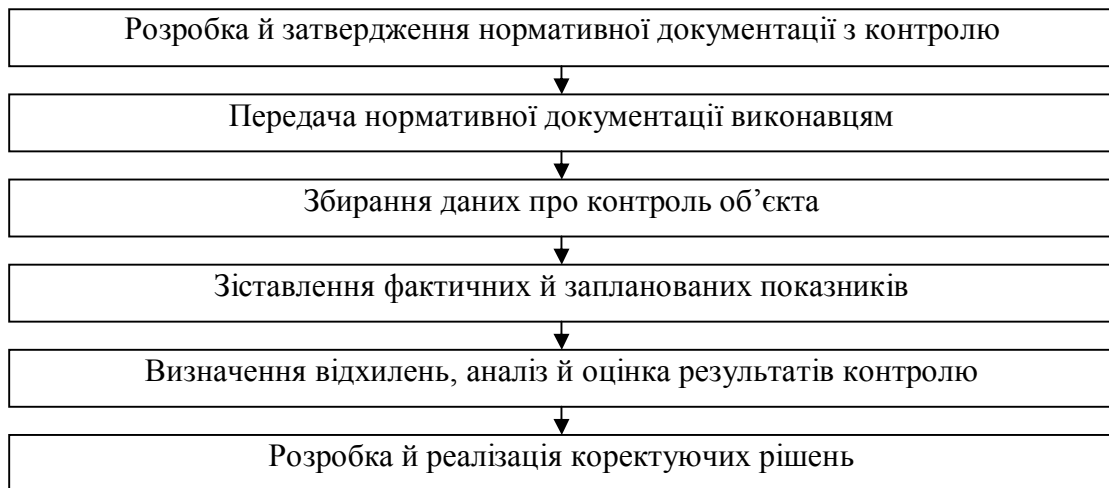 Розробка й затвердження нормативної документації з контролю
Передача нормативної документації виконавцям
Збирання даних про контроль об’єкта
Зіставлення фактичних й запланованих показників
Визначення відхилень, аналіз й оцінка результатів контролю
Розробка й реалізація коректуючих рішень